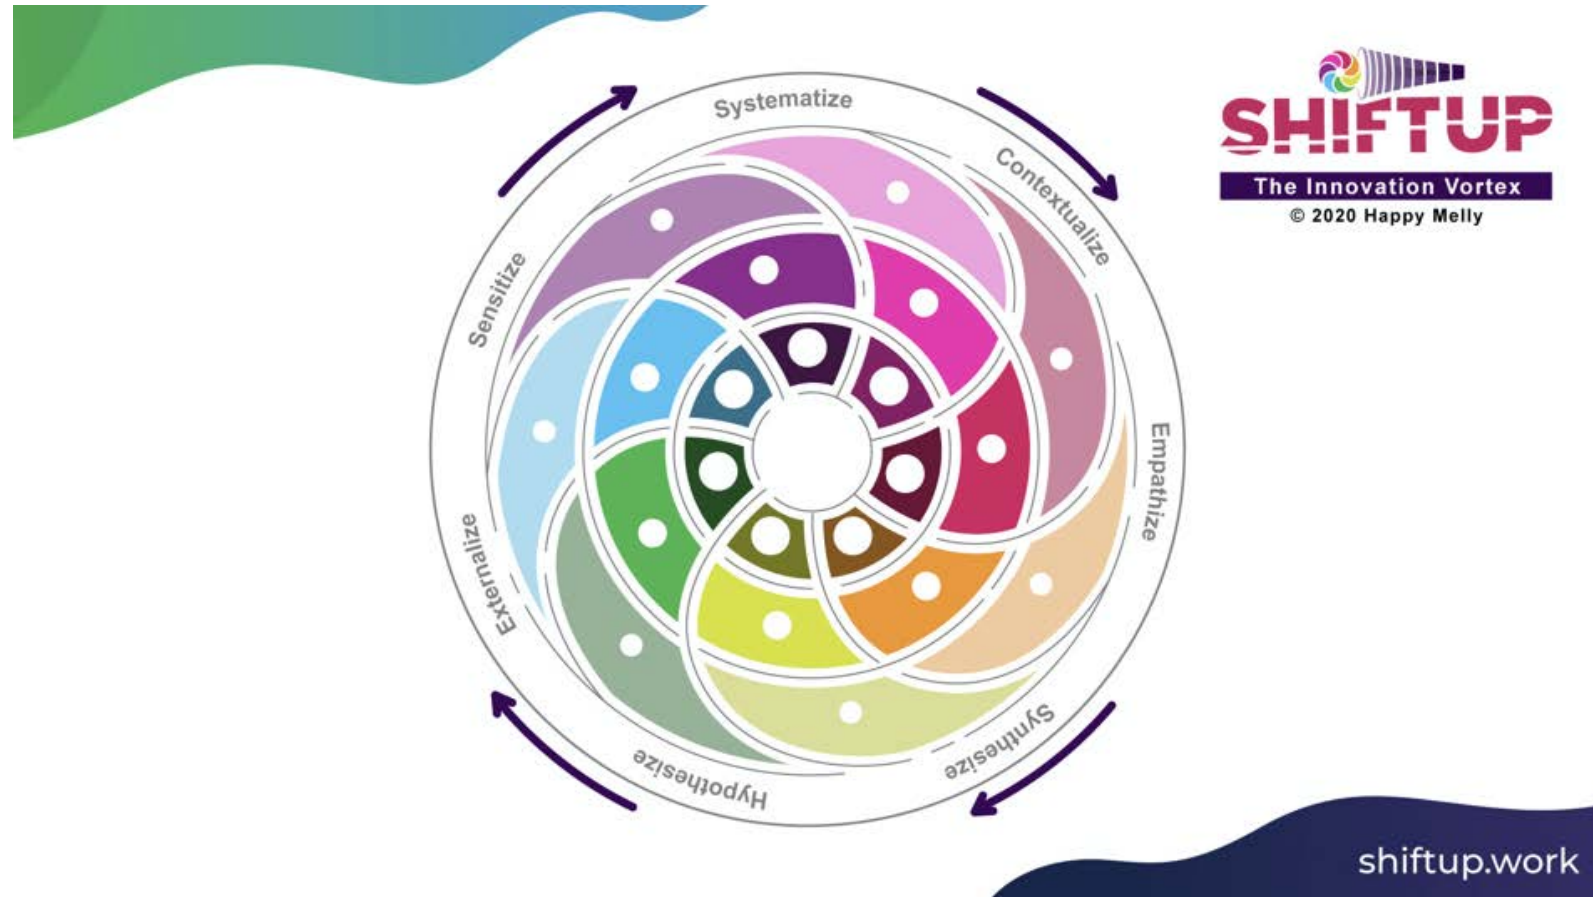 Systematize
Contextualize
Empathize
Synthesize
Hypothesize
Externalize
Sensitize
SHIFTUP
The Innovation Vortex
© 2020 Happy Melly
shiftup.work